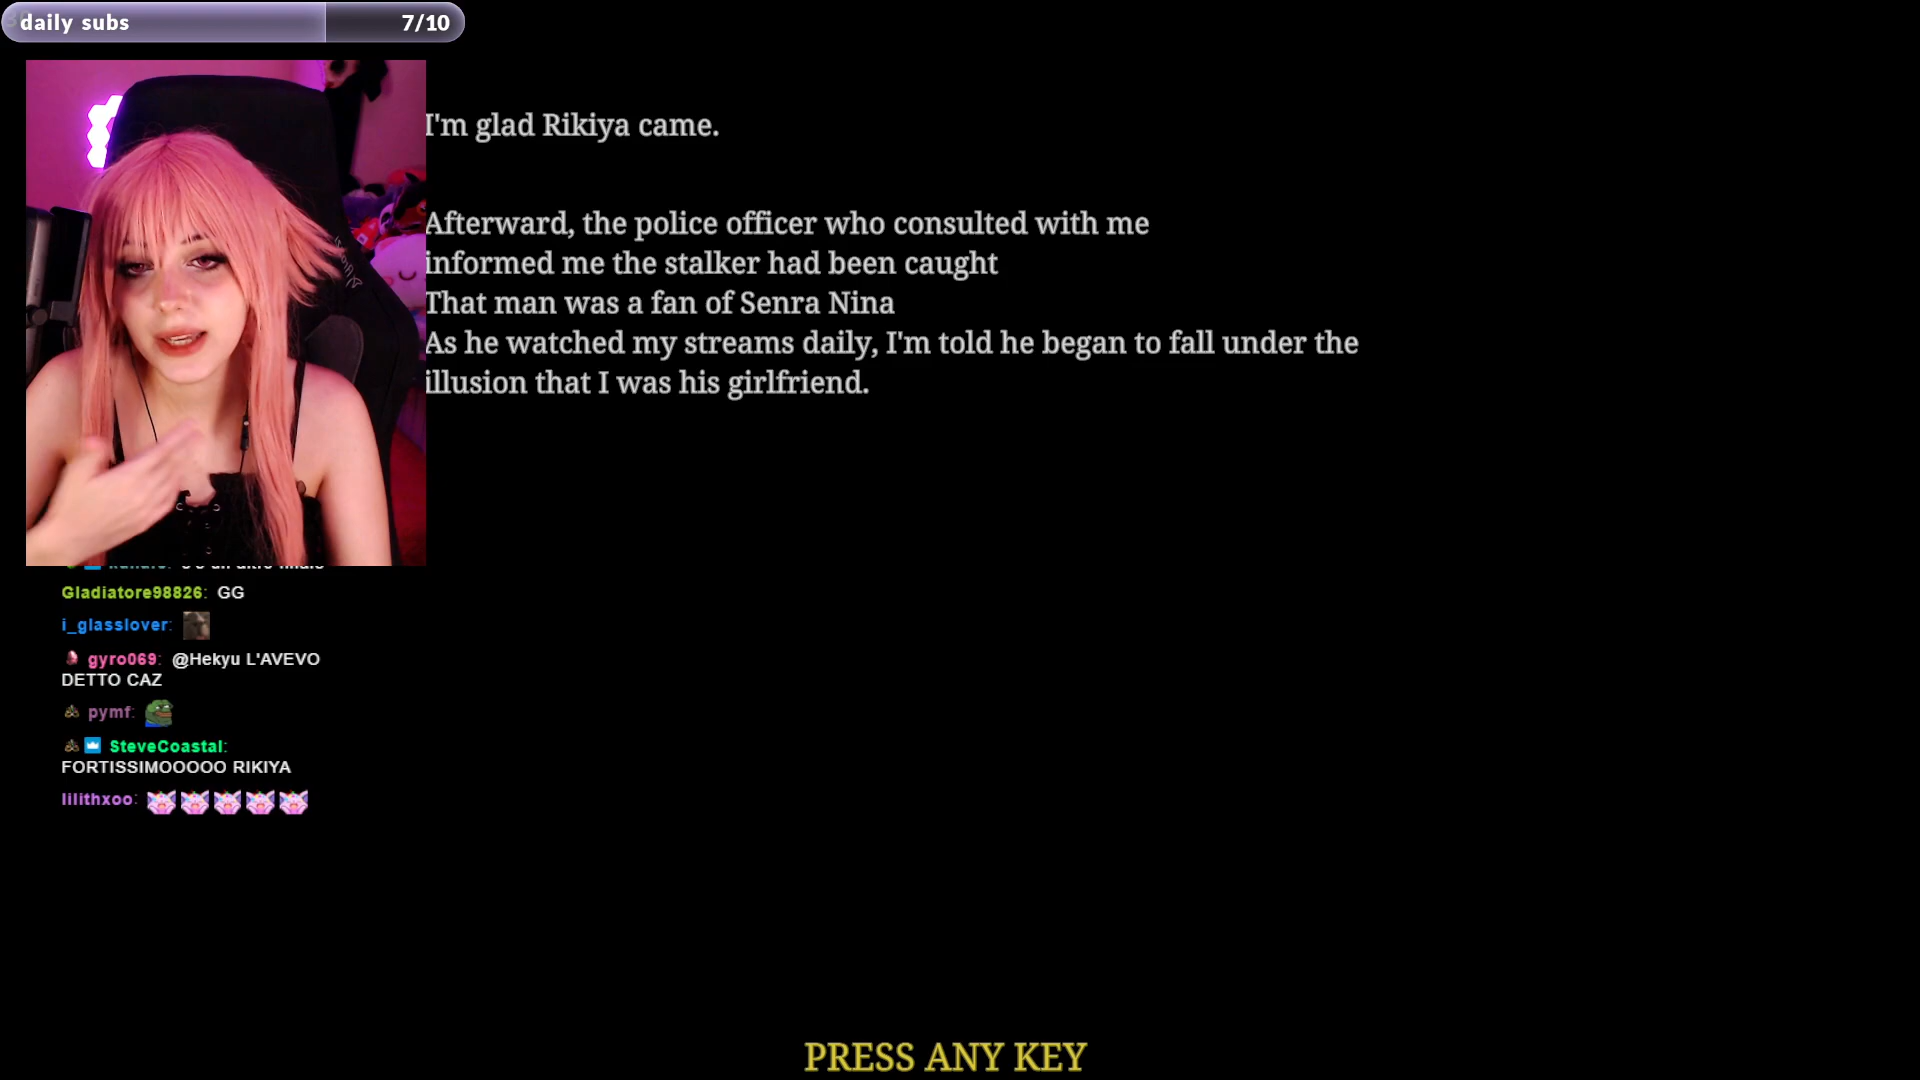 daily subs 7/10
I'm glad Rikiya came.
Afterward, the police officer who consulted with me
informed me the stalker had been caught
That man was a fan of Senra Nina
As he watched my streams daily, I'm told he began to fall under the
illusion that I was his girlfriend.
Gladiatore98826: GG
i_glasslover:
gyro069: @Hekyu L'AVEVO
DETTO CAZ
pymf:
SteveCoastal:
FORTISSIMOOOOO RIKIYA
lilithxoo:
PRESS ANY KEY